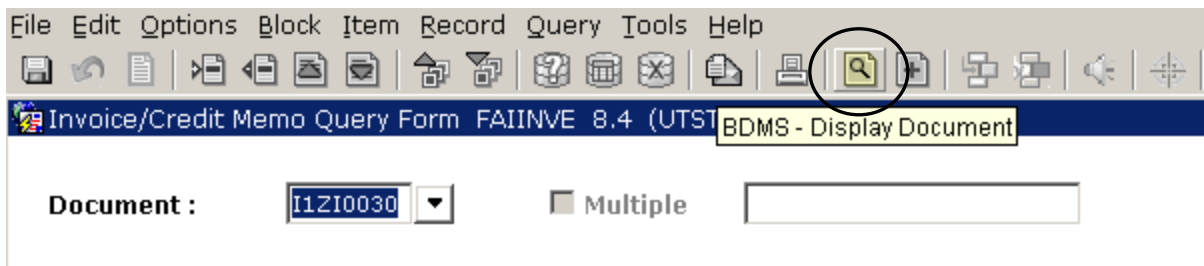 File Edit Options Block Item Record Query Tools Help
Invoice/Credit Memo Query Form FAIINVE 8.4 (UTST
BDMS - Display Document
Document : I1ZI0030 Multiple